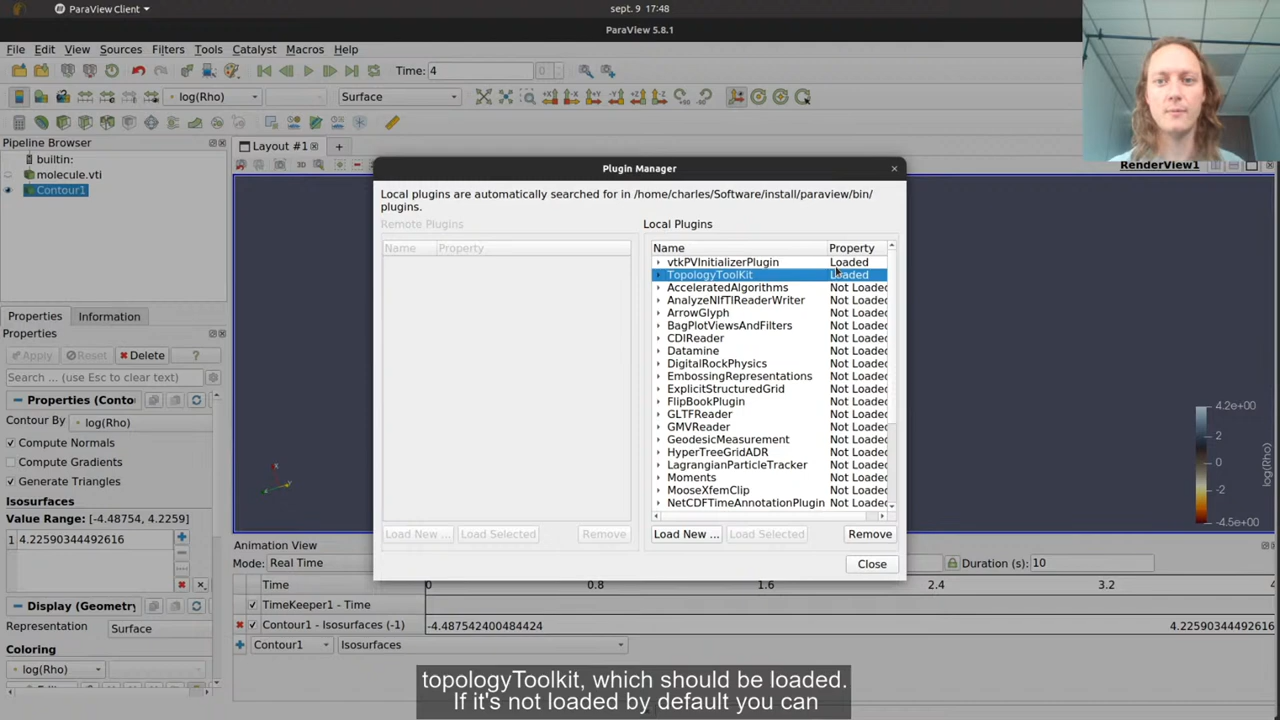 ParaView Client
sept. 9 17:48
ParaView 5.8.1
File Edit View Sources Filters Tools Catalyst Macros Help
Time: 4 0
log(Rho) Surface
Pipeline Browser
builtin:
molecule.vti
Contour1
Layout #1
3D
RenderView1
Plugin Manager
Local plugins are automatically searched for in /home/charles/Software/install/paraview/bin/
plugins.
Remote Plugins
Name Property
Load New ... Load Selected Remove
Local Plugins
Name Property
vtkPVInitializerPlugin Loaded
TopologyToolKit Loaded
AcceleratedAlgorithms Not Loaded
AnalyzeNIfTIReaderWriter Not Loaded
ArrowGlyph Not Loaded
BagPlotViewsAndFilters Not Loaded
CDIReader Not Loaded
Datamine Not Loaded
DigitalRockPhysics Not Loaded
EmbossingRepresentations Not Loaded
ExplicitStructuredGrid Not Loaded
FlipBookPlugin Not Loaded
GLTFReader Not Loaded
GMVReader Not Loaded
GeodesicMeasurement Not Loaded
HyperTreeGridADR Not Loaded
LagrangianParticleTracker Not Loaded
Moments Not Loaded
MooseXfemClip Not Loaded
NetCDFTimeAnnotationPlugin Not Loaded
Load New ... Load Selected Remove
Close
Properties Information
Properties
Apply Reset Delete ?
Search ... (use Esc to clear text)
Properties (Conto
Contour By log(Rho)
Compute Normals
Compute Gradients
Generate Triangles
Isosurfaces
Value Range: [-4.48754, 4.2259]
1 4.22590344492616
Display (Geometry
Representation Surface
Coloring
log(Rho)
4.2e+00
2
0
-2
-4.5e+00
log(Rho)
Animation View
Mode: Real Time Duration (s): 10
Time 0 0.8 1.6 2.4 3.2 4
TimeKeeper1 - Time
Contour1 - Isosurfaces (-1) -4.487542400484424 4.22590344492616
Contour1 Isosurfaces
topologyToolkit, which should be loaded.
If it's not loaded by default you can